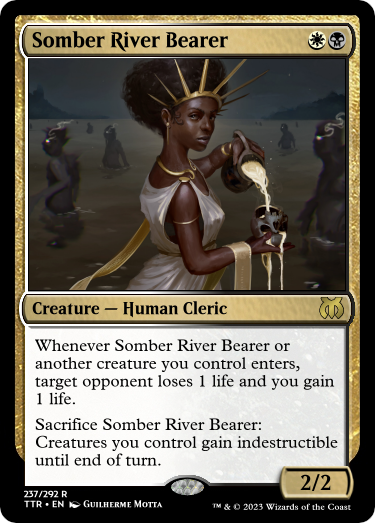 Somber River Bearer
Creature — Human Cleric
Whenever Somber River Bearer or
another creature you control enters,
target opponent loses 1 life and you gain
1 life.
Sacrifice Somber River Bearer:
Creatures you control gain indestructible
until end of turn.
2/2
237/292 R
TTR • EN Guilherme Motta
™ & © 2023 Wizards of the Coast